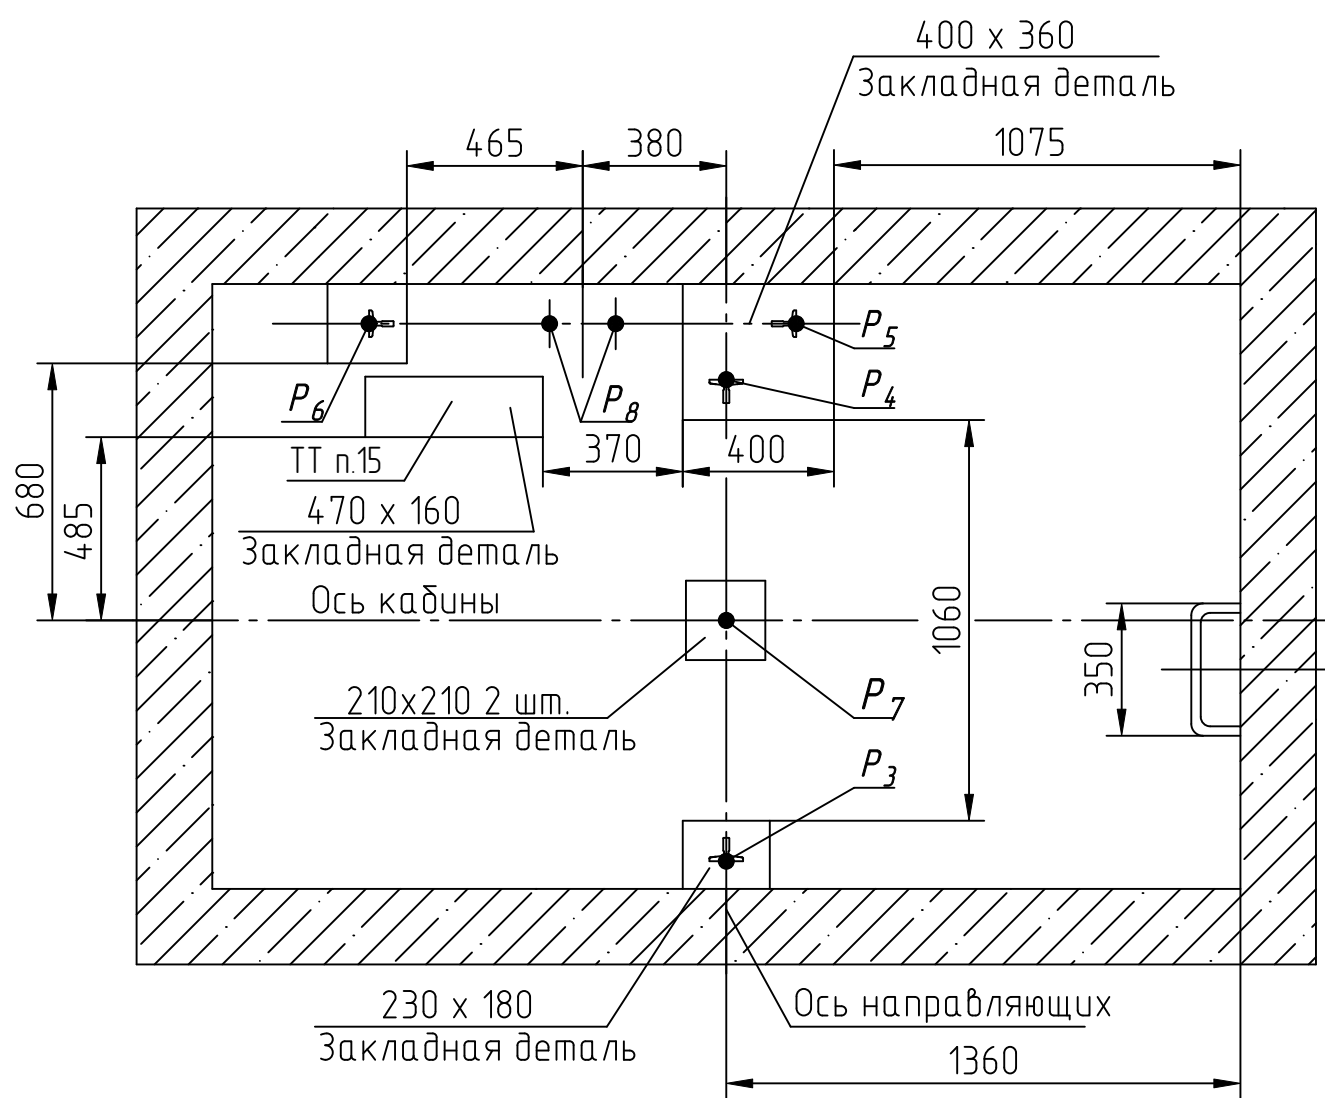 400 x 360
Закладная деталь
465
380
1075
P5
P4
P6
P8
ТТ п.15
370
400
680
485
470 x 160
Закладная деталь
Ось кабины
1060
350
210x210 2 шт.
Закладная деталь
P7
P3
230 x 180
Закладная деталь
Ось направляющих
1360